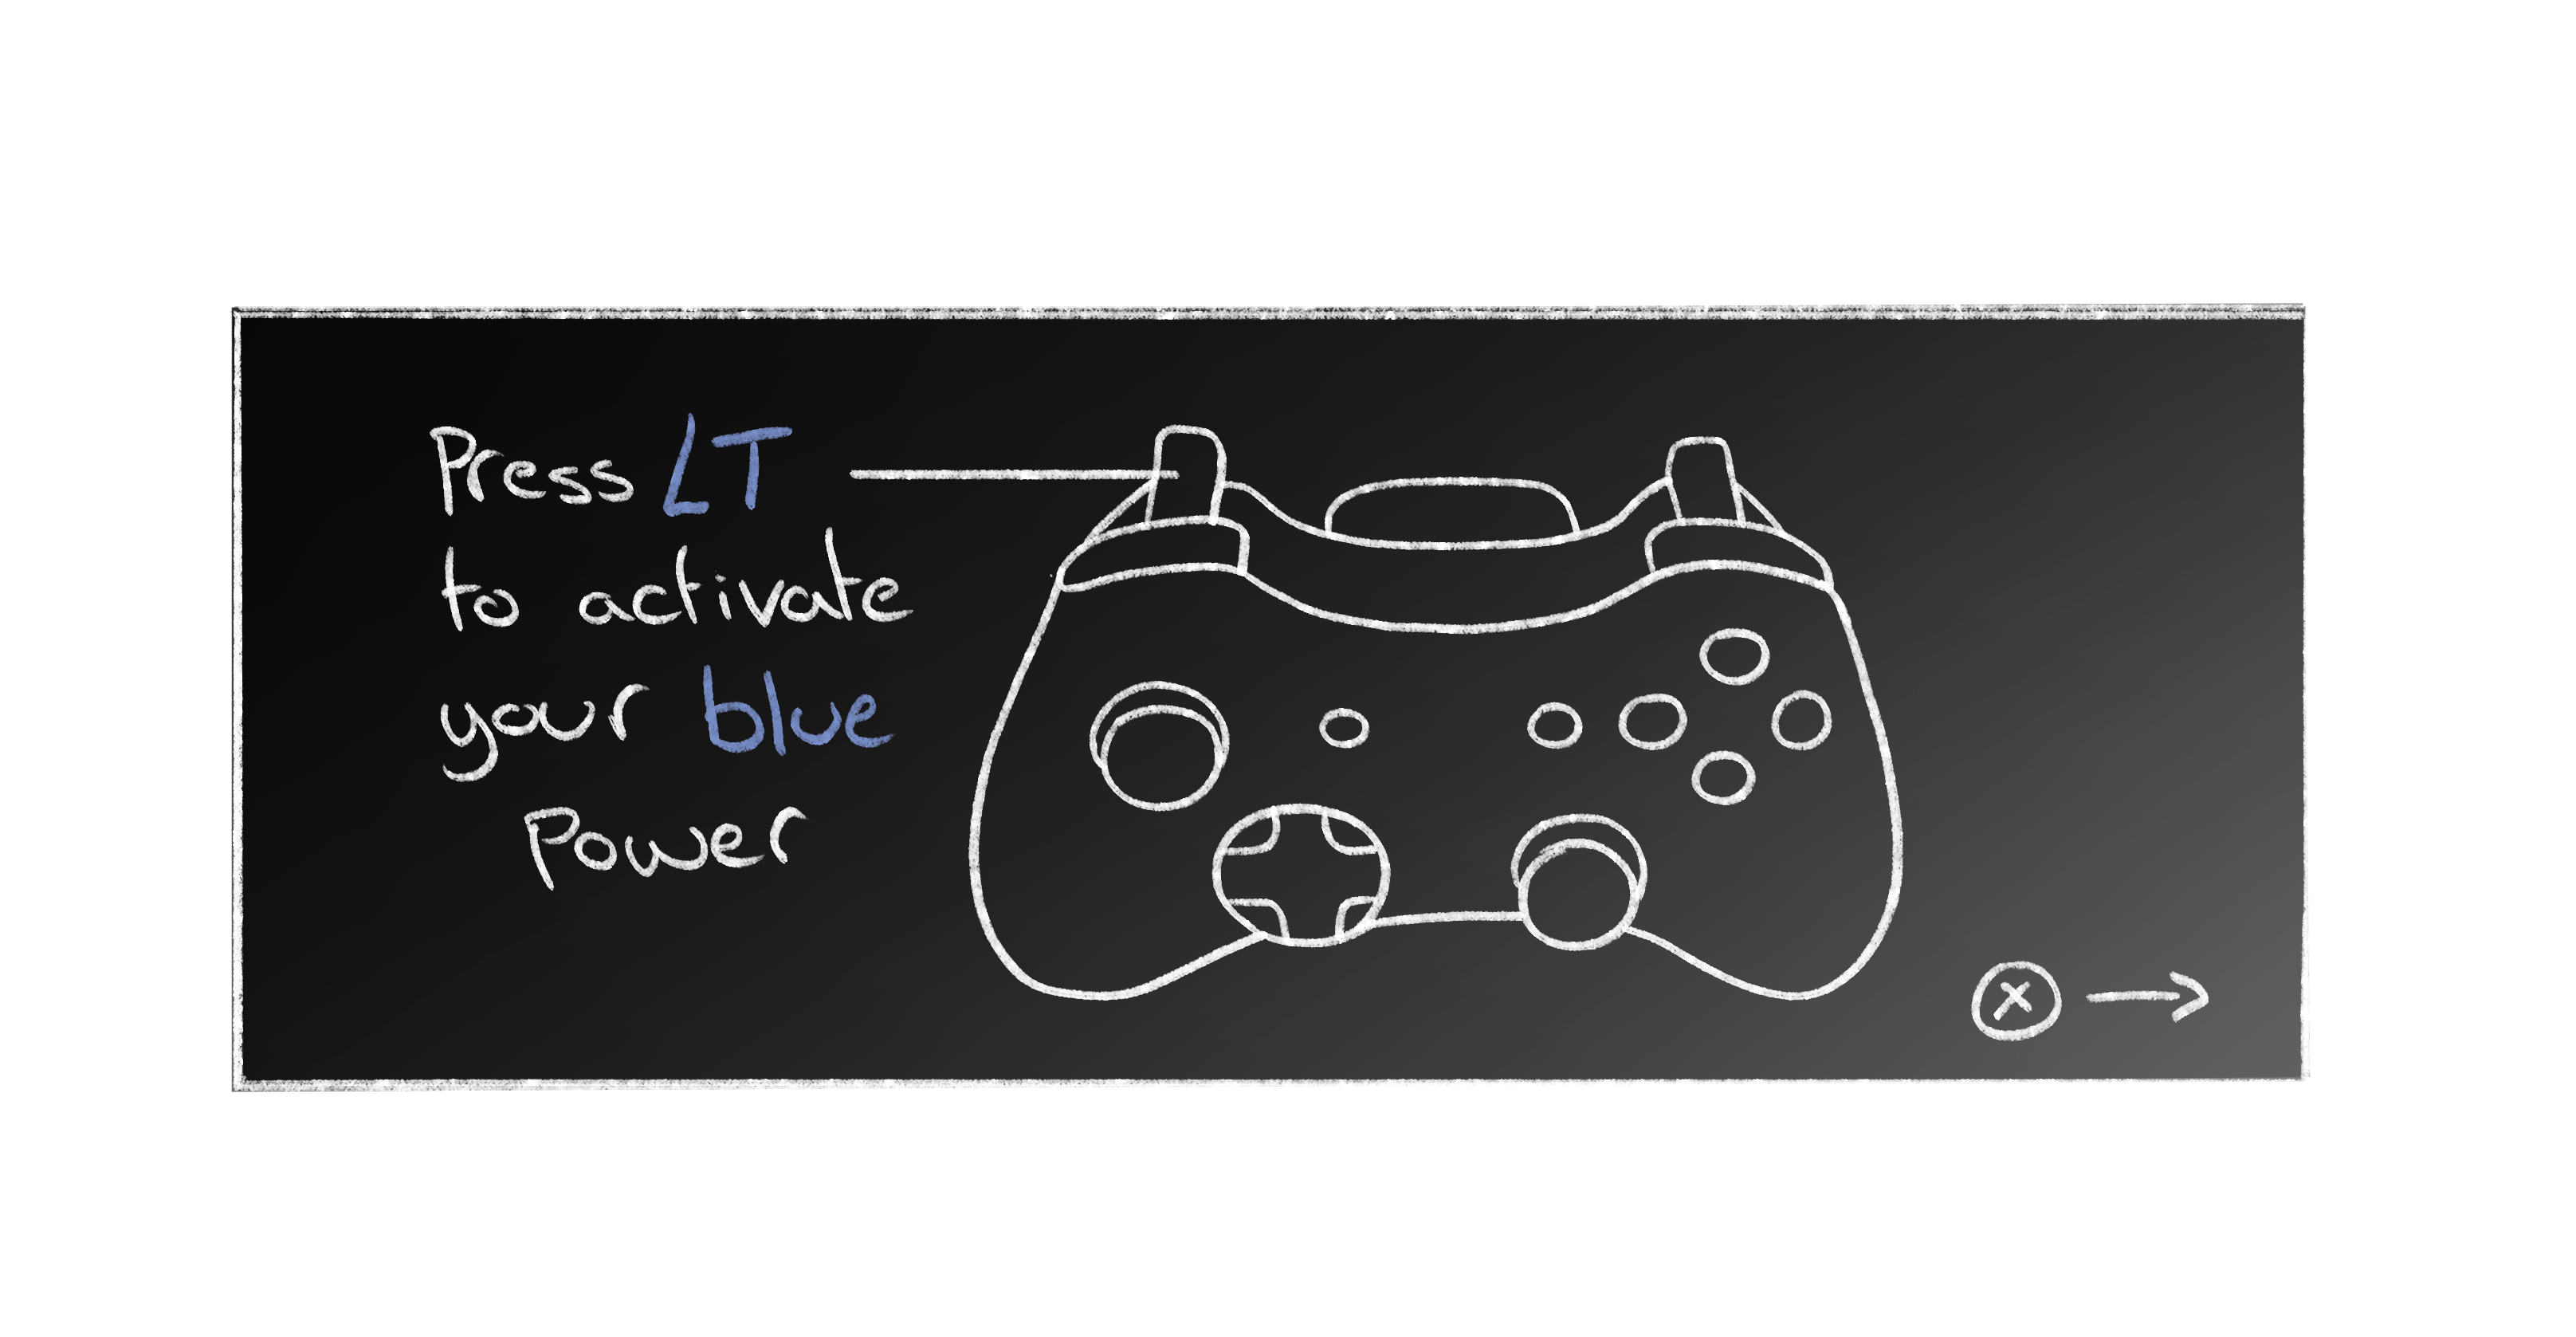 Press LT
to activate
your blue
Power
X →